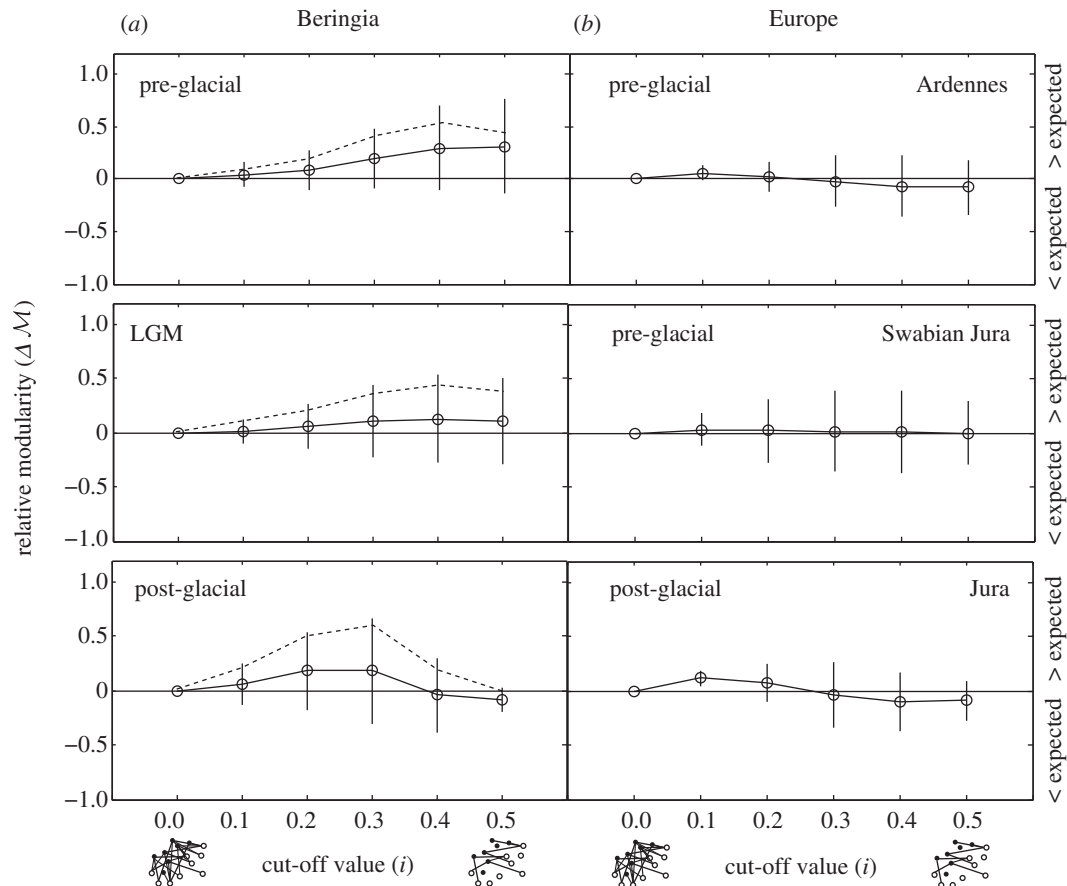 (a) Beringia (b) Europe
1.0 pre-glacial pre-glacial Ardennes > expected
0.5
0
−0.5 < expected
−1.0
relative modularity (Δ ℳ)
1.0 LGM pre-glacial Swabian Jura > expected
0.5
0
−0.5 < expected
−1.0
1.0 post-glacial post-glacial Jura > expected
0.5
0
−0.5 < expected
−1.0
0.0 0.1 0.2 0.3 0.4 0.5 0.0 0.1 0.2 0.3 0.4 0.5
cut-off value (i) cut-off value (i)